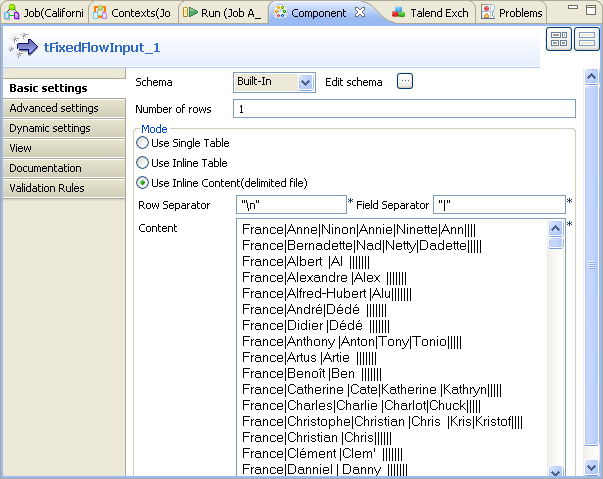 Job(Californi Contexts(Jo Run (Job A_ Component Talend Exch Problems
tFixedFlowInput_1
Basic settings
Advanced settings
Dynamic settings
View
Documentation
Validation Rules
Schema Built-In Edit schema ...
Number of rows 1
Mode
Use Single Table
Use Inline Table
Use Inline Content(delimited file)
Row Separator "\n" * Field Separator "|" *
Content *
France|Anne|Ninon|Annie|Ninette|Ann||||
France|Bernadette|Nad|Netty|Dadette|||||
France|Albert |Al |||||||
France|Alexandre |Alex |||||||
France|Alfred-Hubert |Alu|||||||
France|André|Dédé |||||||
France|Didier |Dédé |||||||
France|Anthony |Anton|Tony|Tonio|||||
France|Artus |Artie |||||||
France|Benoît |Ben |||||||
France|Catherine |Cate|Katherine |Kathryn|||||
France|Charles|Charlie |Charlot|Chuck|||||
France|Christophe|Christian |Chris |Kris|Kristof||||
France|Christian |Chris||||||
France|Clément |Clem' |||||||
France|Danniel | Danny |||||||